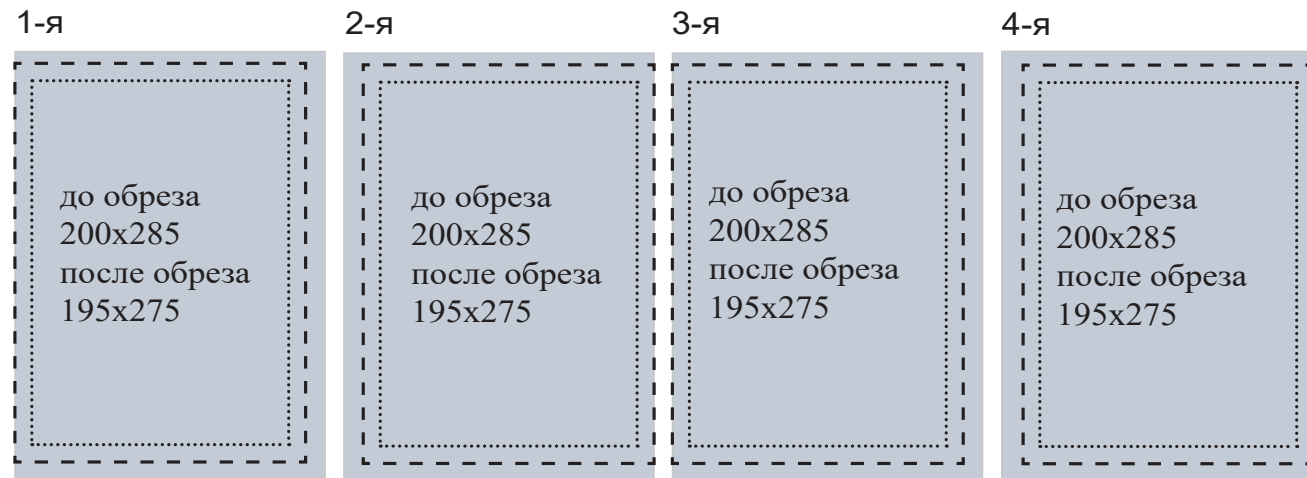 1-я
2-я
3-я
4-я
до обреза
200x285
после обреза
195x275
до обреза
200x285
после обреза
195x275
до обреза
200x285
после обреза
195x275
до обреза
200x285
после обреза
195x275